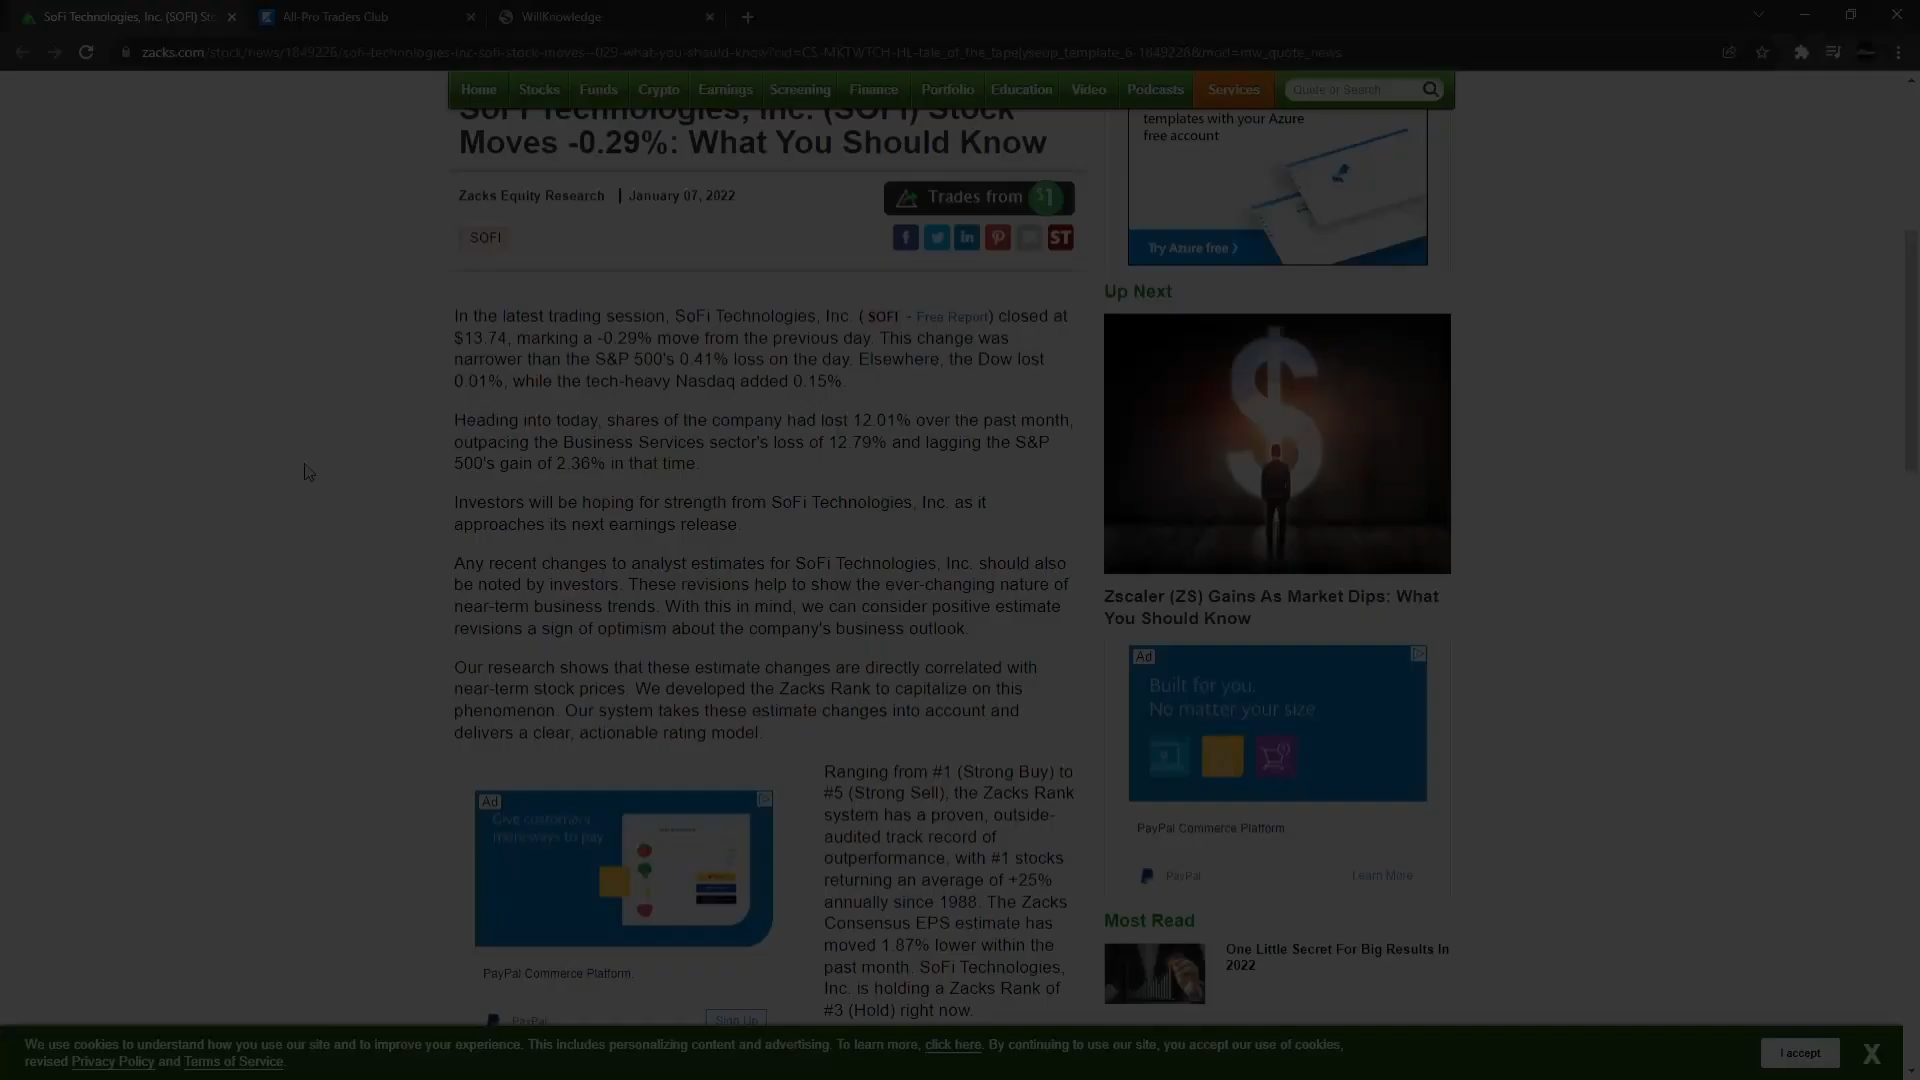 SoFi Technologies, Inc. (SOFI) St
All-Pro Traders Club
WillKnowledge
Home Stocks Funds Crypto Earnings Screening Finance Portfolio Education Video Podcasts Services Quote or Search
SoFi Technologies, Inc. (SOFI) Stock
Moves -0.29%: What You Should Know
Zacks Equity Research | January 07, 2022
Trades from $1
SOFI
ST
In the latest trading session, SoFi Technologies, Inc. ( SOFI - Free Report) closed at
$13.74, marking a -0.29% move from the previous day. This change was
narrower than the S&P 500's 0.41% loss on the day. Elsewhere, the Dow lost
0.01%, while the tech-heavy Nasdaq added 0.15%.
Heading into today, shares of the company had lost 12.01% over the past month,
outpacing the Business Services sector's loss of 12.79% and lagging the S&P
500's gain of 2.36% in that time.
Investors will be hoping for strength from SoFi Technologies, Inc. as it
approaches its next earnings release.
Any recent changes to analyst estimates for SoFi Technologies, Inc. should also
be noted by investors. These revisions help to show the ever-changing nature of
near-term business trends. With this in mind, we can consider positive estimate
revisions a sign of optimism about the company's business outlook.
Our research shows that these estimate changes are directly correlated with
near-term stock prices. We developed the Zacks Rank to capitalize on this
phenomenon. Our system takes these estimate changes into account and
delivers a clear, actionable rating model.
Ad
Give customers
more ways to pay
PayPal Commerce Platform
PayPal
Sign Up
Ranging from #1 (Strong Buy) to
#5 (Strong Sell), the Zacks Rank
system has a proven, outside-
audited track record of
outperformance, with #1 stocks
returning an average of +25%
annually since 1988. The Zacks
Consensus EPS estimate has
moved 1.87% lower within the
past month. SoFi Technologies,
Inc. is holding a Zacks Rank of
#3 (Hold) right now.
templates with your Azure
free account
Try Azure free >
Up Next
Zscaler (ZS) Gains As Market Dips: What
You Should Know
Ad
Built for you.
No matter your size
PayPal Commerce Platform
PayPal
Learn More
Most Read
One Little Secret For Big Results In
2022
We use cookies to understand how you use our site and to improve your experience. This includes personalizing content and advertising. To learn more, click here. By continuing to use our site, you accept our use of cookies,
revised Privacy Policy and Terms of Service.
I accept
X